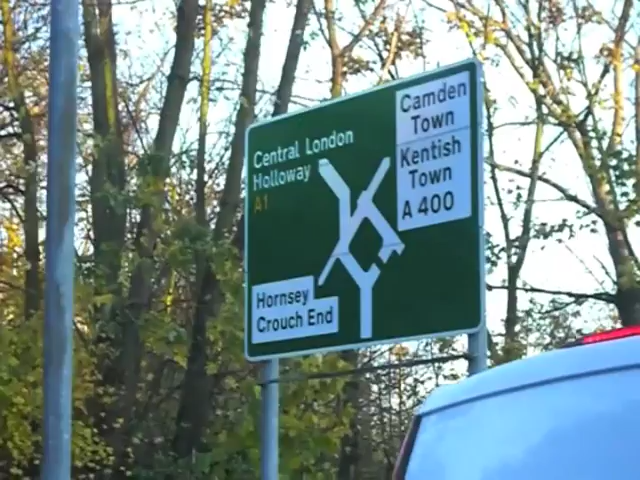 Central London
Holloway
A1
Camden
Town
Kentish
Town
A 400
Hornsey
Crouch End